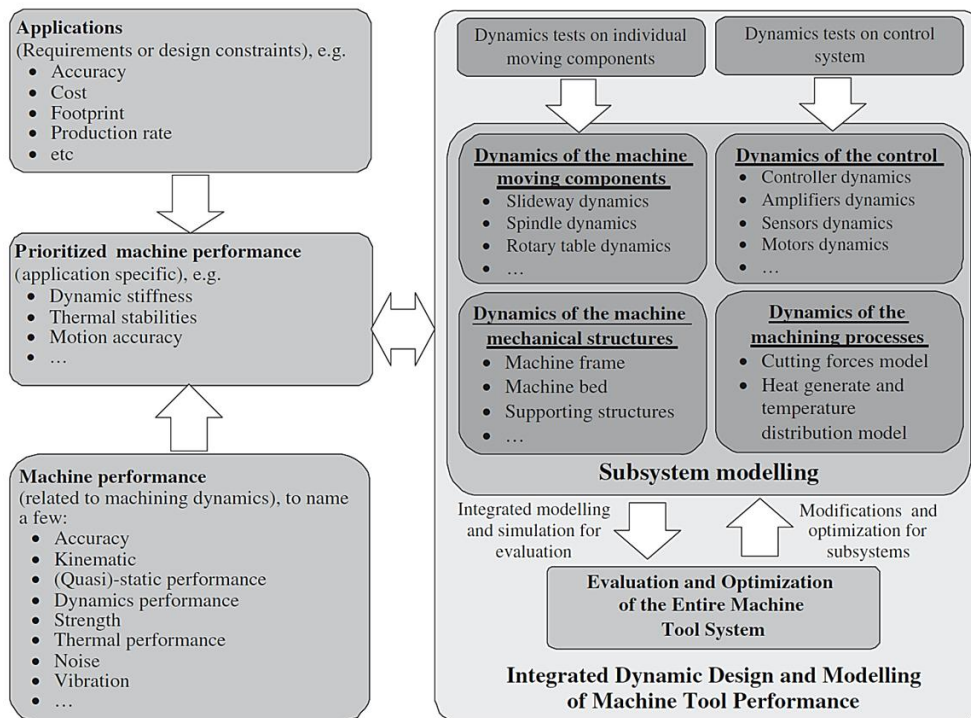 Applications
(Requirements or design constraints), e.g.
• Accuracy
• Cost
• Footprint
• Production rate
• etc
Prioritized machine performance
(application specific), e.g.
• Dynamic stiffness
• Thermal stabilities
• Motion accuracy
• …
Machine performance
(related to machining dynamics), to name
a few:
• Accuracy
• Kinematic
• (Quasi)-static performance
• Dynamics performance
• Strength
• Thermal performance
• Noise
• Vibration
• …
Dynamics tests on individual
moving components
Dynamics tests on control
system
Dynamics of the machine
moving components
• Slideway dynamics
• Spindle dynamics
• Rotary table dynamics
• …
Dynamics of the control
• Controller dynamics
• Amplifiers dynamics
• Sensors dynamics
• Motors dynamics
• …
Dynamics of the machine
mechanical structures
• Machine frame
• Machine bed
• Supporting structures
• …
Dynamics of the
machining processes
• Cutting forces model
• Heat generate and
temperature
distribution model
Subsystem modelling
Integrated modelling
and simulation for
evaluation
Modifications and
optimization for
subsystems
Evaluation and Optimization
of the Entire Machine
Tool System
Integrated Dynamic Design and Modelling
of Machine Tool Performance